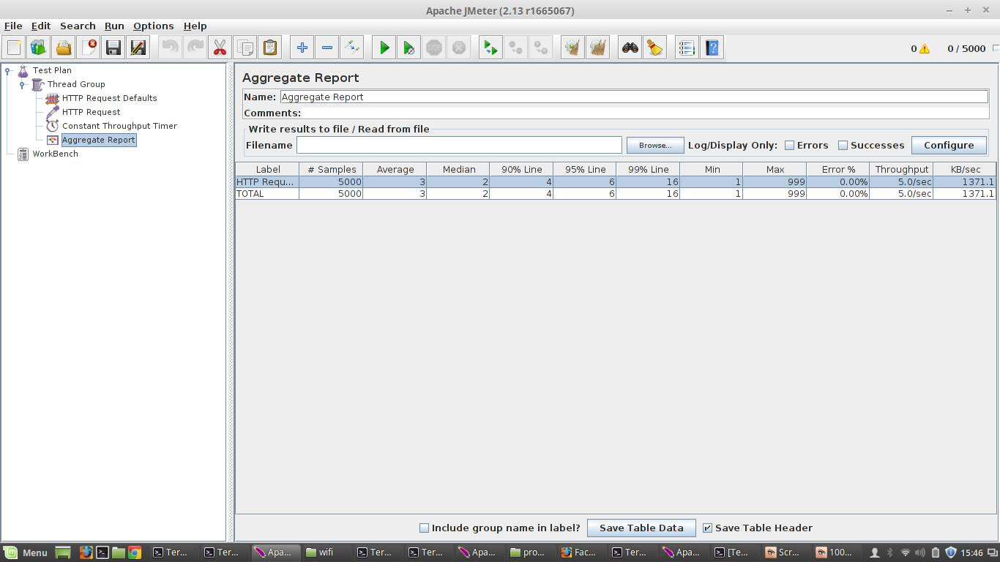 Apache JMeter (2.13 r1665067)
File Edit Search Run Options Help
STOP
0 0 / 5000
Test Plan
Thread Group
HTTP Request Defaults
HTTP Request
Constant Throughput Timer
Aggregate Report
WorkBench
Aggregate Report
Name: Aggregate Report
Comments:
Write results to file / Read from file
Filename Browse... Log/Display Only: Errors Successes Configure
Label # Samples Average Median 90% Line 95% Line 99% Line Min Max Error % Throughput KB/sec
HTTP Requ... 5000 3 2 4 6 16 1 999 0.00% 5.0/sec 1371.1
TOTAL 5000 3 2 4 6 16 1 999 0.00% 5.0/sec 1371.1
Include group name in label? Save Table Data Save Table Header
Menu Ter... Ter... Apa... wifi Ter... Ter... Apa... pro... Fac... Ter... Apa... [Te... Scr... 100... 15:46